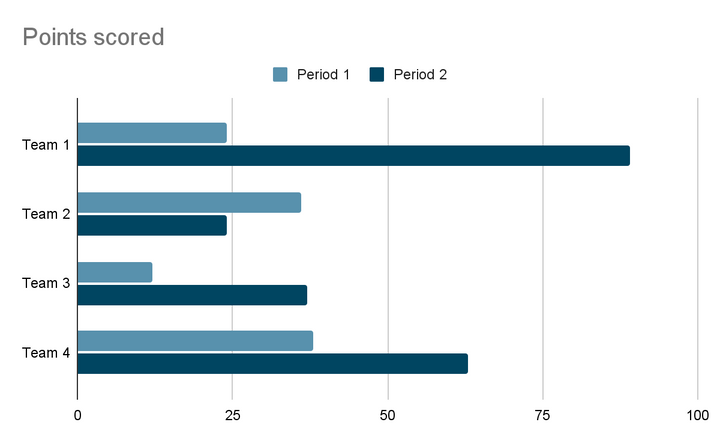 Points scored
Period 1 Period 2
Team 1
Team 2
Team 3
Team 4
0 25 50 75 100